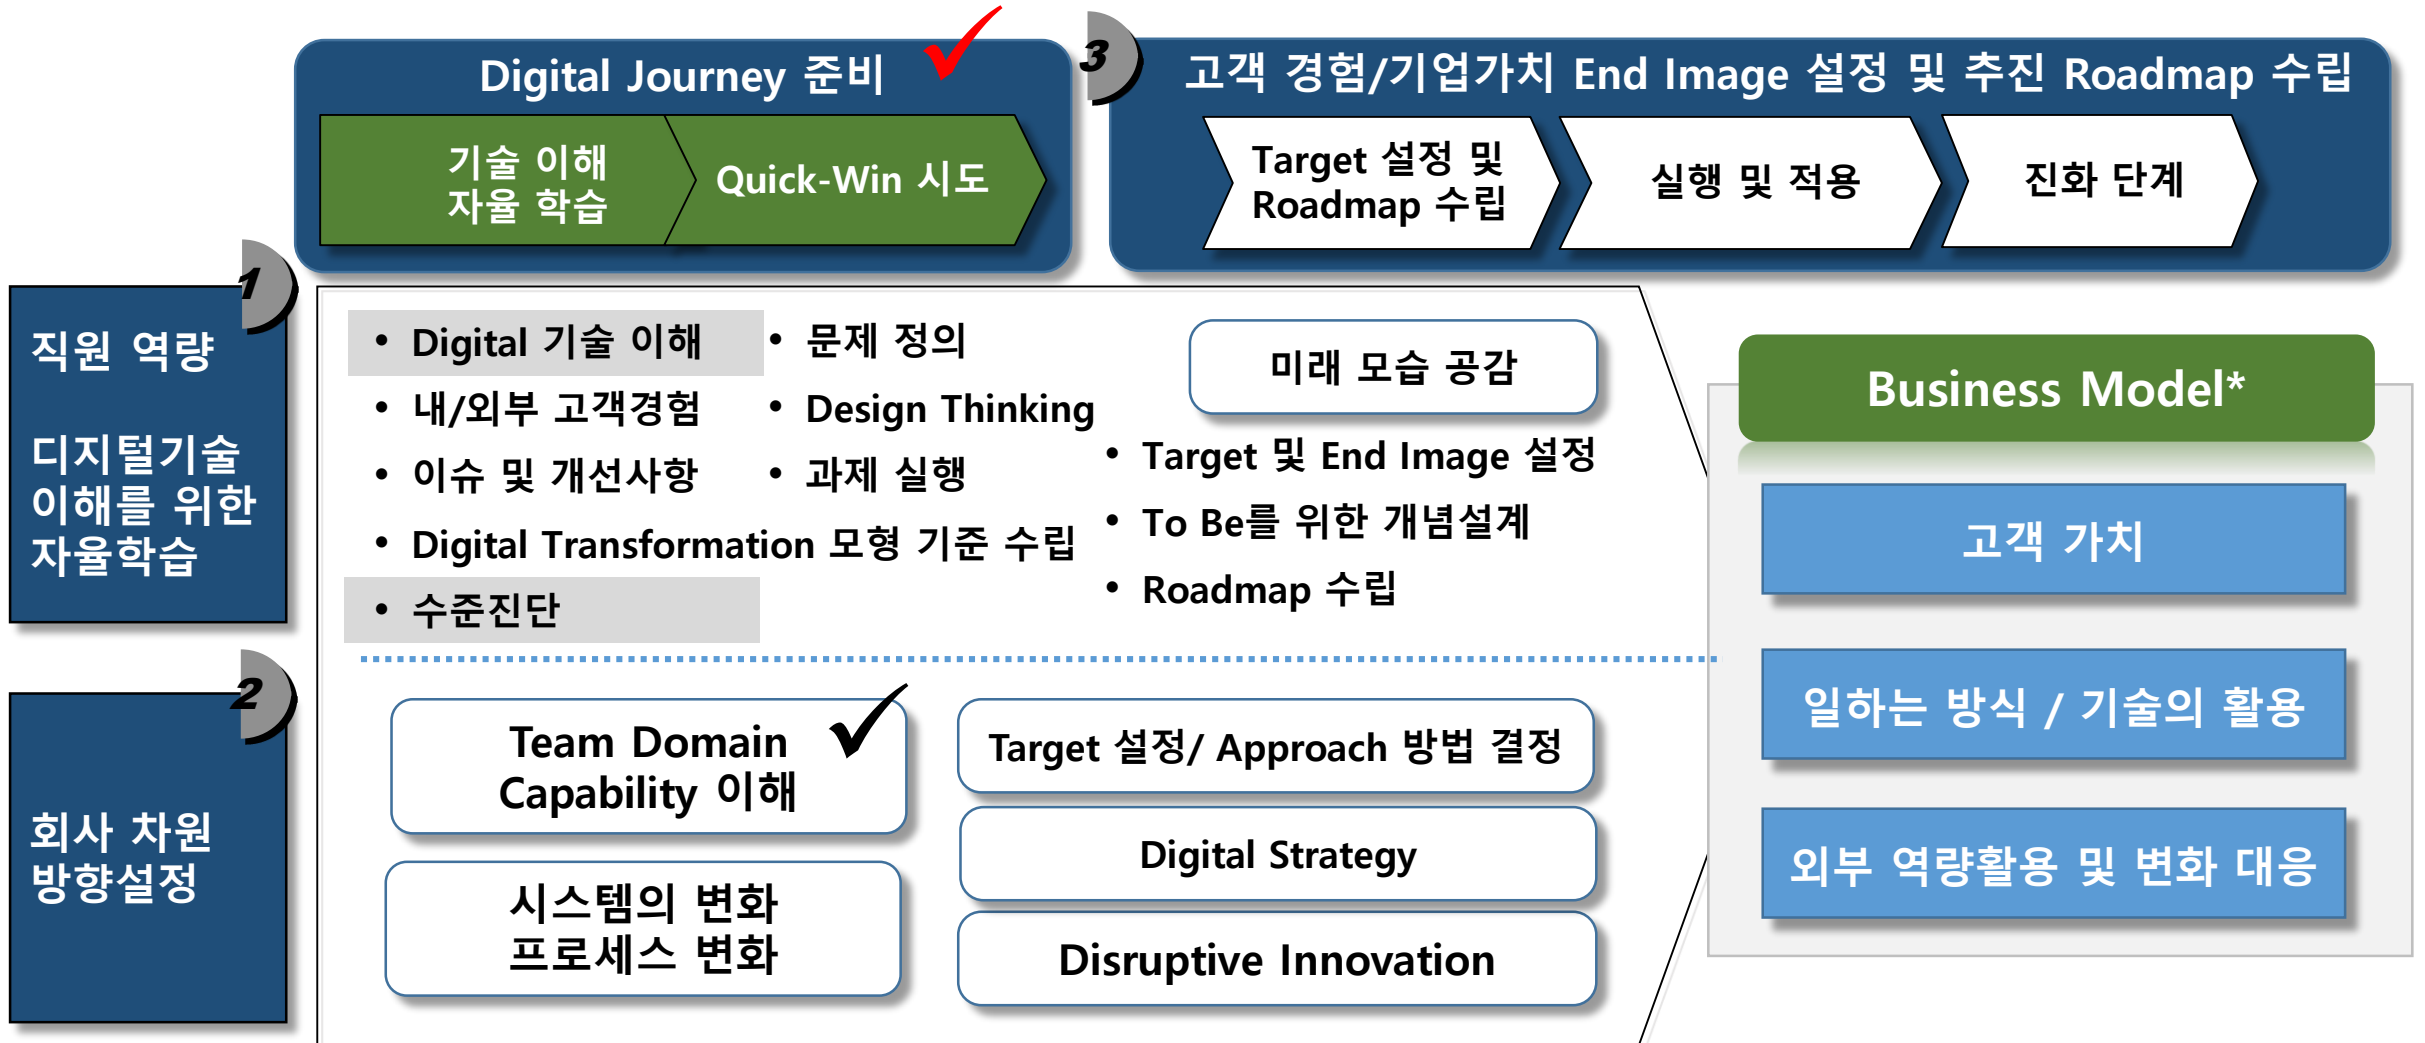 Digital Journey 준비
기술 이해
자율 학습
Quick-Win 시도
3
고객 경험/기업가치 End Image 설정 및 추진 Roadmap 수립
Target 설정 및
Roadmap 수립
실행 및 적용
진화 단계
1
직원 역량
디지털기술
이해를 위한
자율학습
• Digital 기술 이해
• 내/외부 고객경험
• 이슈 및 개선사항
• Digital Transformation 모형 기준 수립
• 수준진단
• 문제 정의
• Design Thinking
• 과제 실행
미래 모습 공감
• Target 및 End Image 설정
• To Be를 위한 개념설계
• Roadmap 수립
2
회사 차원
방향설정
Team Domain
Capability 이해
시스템의 변화
프로세스 변화
Target 설정/ Approach 방법 결정
Digital Strategy
Disruptive Innovation
Business Model*
고객 가치
일하는 방식 / 기술의 활용
외부 역량활용 및 변화 대응